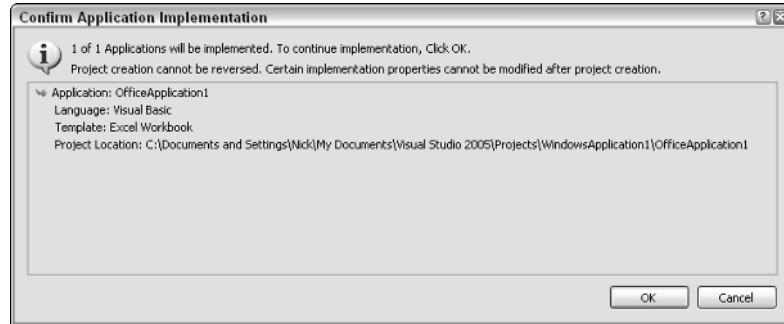 Confirm Application Implementation
1 of 1 Applications will be implemented. To continue implementation, Click OK.
Project creation cannot be reversed. Certain implementation properties cannot be modified after project creation.
Application: OfficeApplication1
Language: Visual Basic
Template: Excel Workbook
Project Location: C:\Documents and Settings\Nick\My Documents\Visual Studio 2005\Projects\WindowsApplication1\OfficeApplication1
OK
Cancel